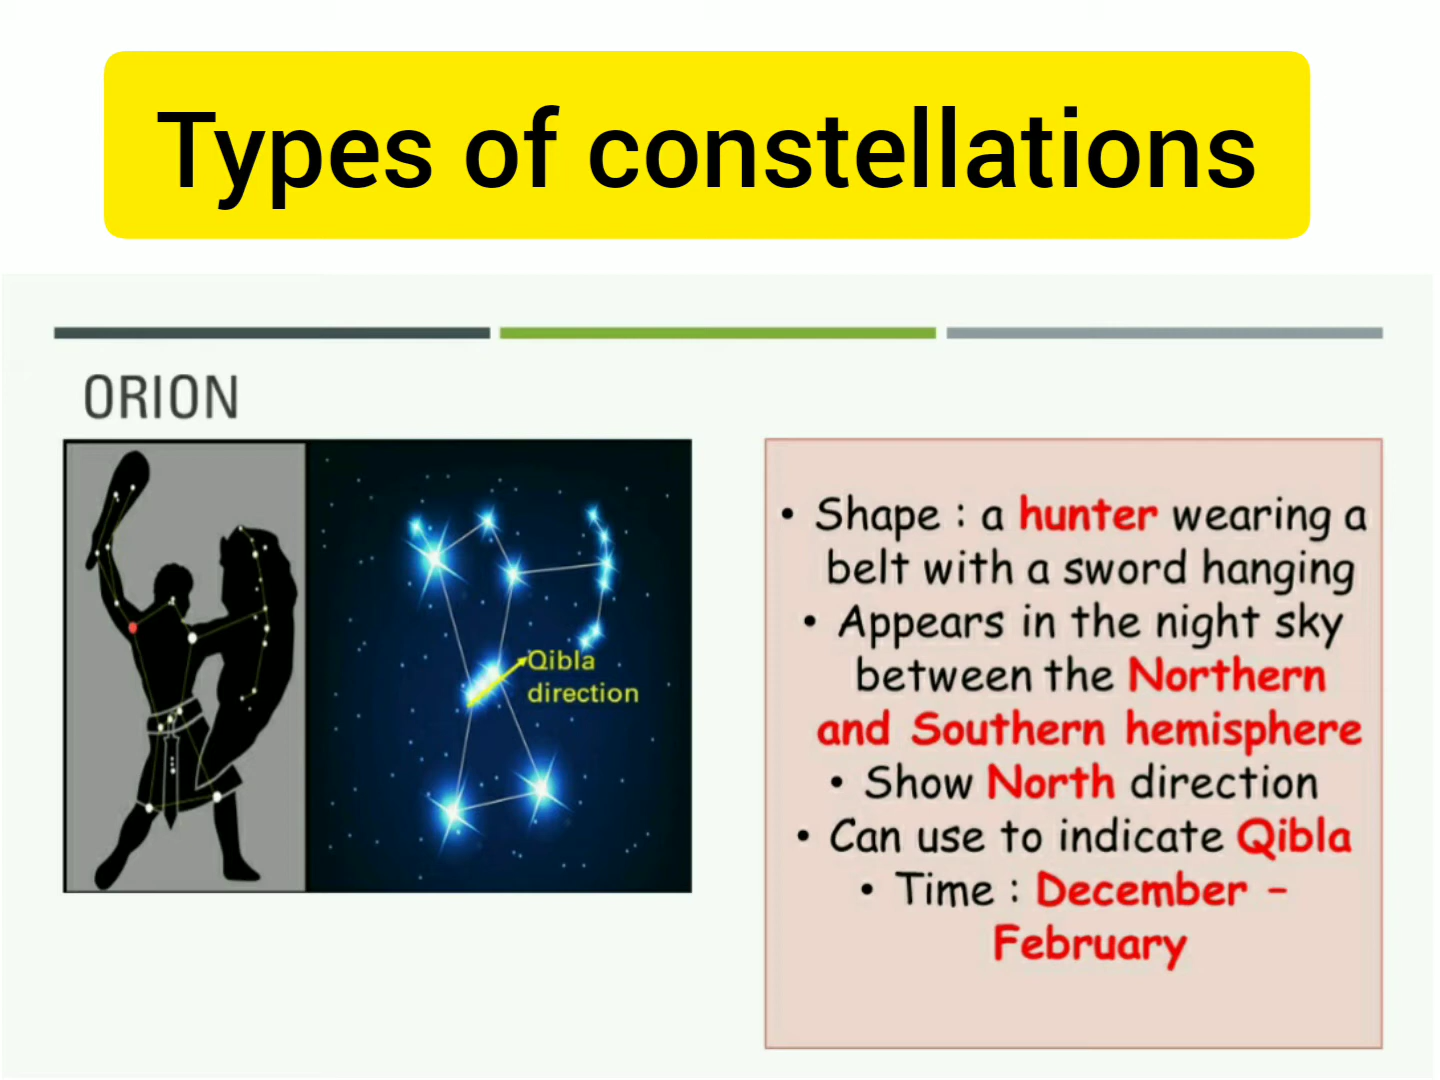 Types of constellations
ORION
Qibla
direction
• Shape : a hunter wearing a
belt with a sword hanging
• Appears in the night sky
between the Northern
and Southern hemisphere
• Show North direction
• Can use to indicate Qibla
• Time : December –
February